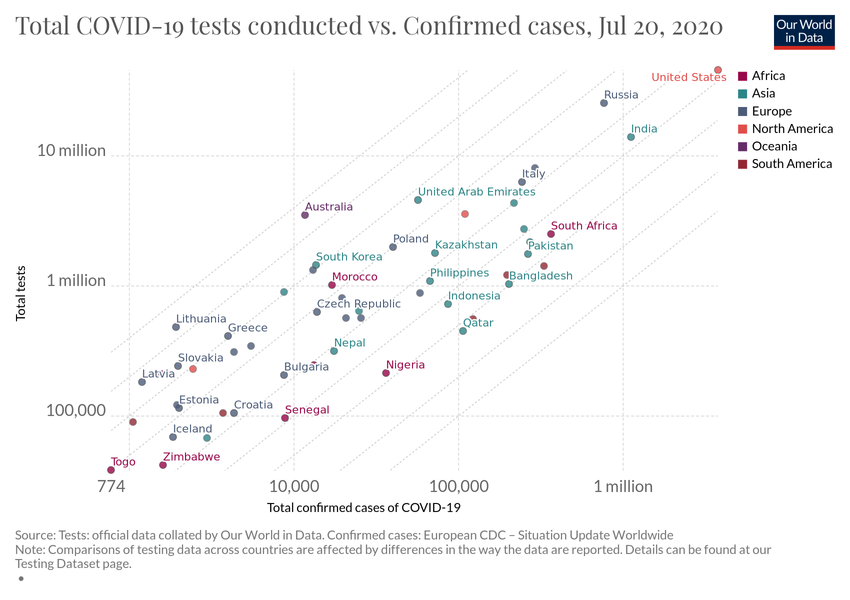 Total COVID-19 tests conducted vs. Confirmed cases, Jul 20, 2020
Our World
in Data
United States
Africa
Asia
Europe
North America
Oceania
South America
Russia
India
10 million
Italy
United Arab Emirates
Australia
South Africa
Poland
Kazakhstan
Pakistan
South Korea
Morocco
Philippines
Bangladesh
1 million
Indonesia
Czech Republic
Lithuania
Greece
Qatar
Nepal
Slovakia
Bulgaria
Nigeria
Latvia
Estonia
Croatia
Senegal
100,000
Iceland
Zimbabwe
Togo
Total tests
774
10,000
100,000
1 million
Total confirmed cases of COVID-19
Source: Tests: official data collated by Our World in Data. Confirmed cases: European CDC – Situation Update Worldwide
Note: Comparisons of testing data across countries are affected by differences in the way the data are reported. Details can be found at our
Testing Dataset page.